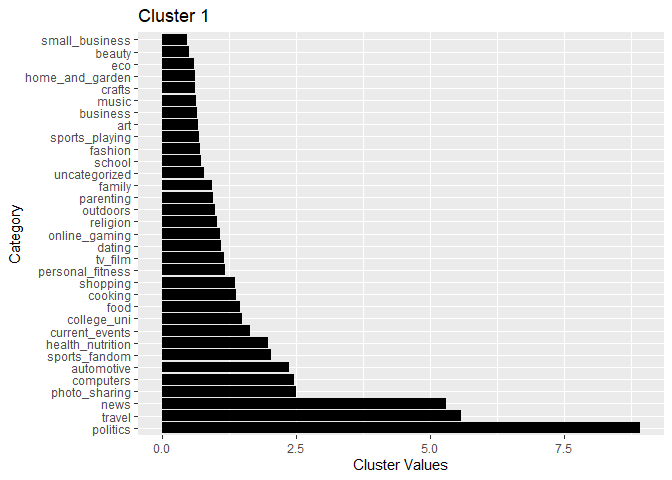 Cluster 1
small_business
beauty
eco
home_and_garden
crafts
music
business
art
sports_playing
fashion
school
uncategorized
family
parenting
outdoors
religion
online_gaming
dating
tv_film
personal_fitness
shopping
cooking
food
college_uni
current_events
health_nutrition
sports_fandom
automotive
computers
photo_sharing
news
travel
politics
Category
0.0 2.5 5.0 7.5
Cluster Values